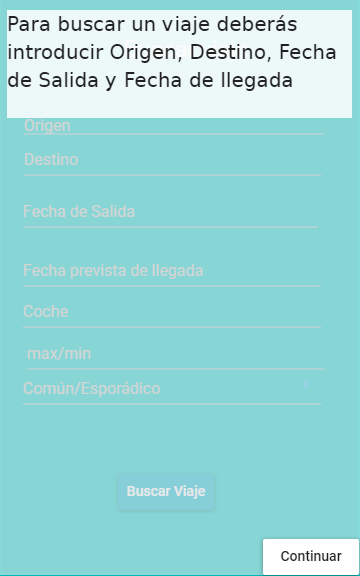 Para buscar un viaje deberás
introducir Origen, Destino, Fecha
de Salida y Fecha de llegada
Origen
Destino
Fecha de Salida
Fecha prevista de llegada
Coche
max/min
Común/Esporádico
Buscar Viaje
Continuar